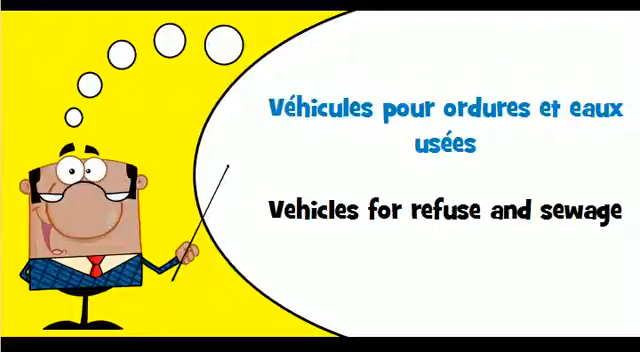 Véhicules pour ordures et eaux
usées
Vehicles for refuse and sewage